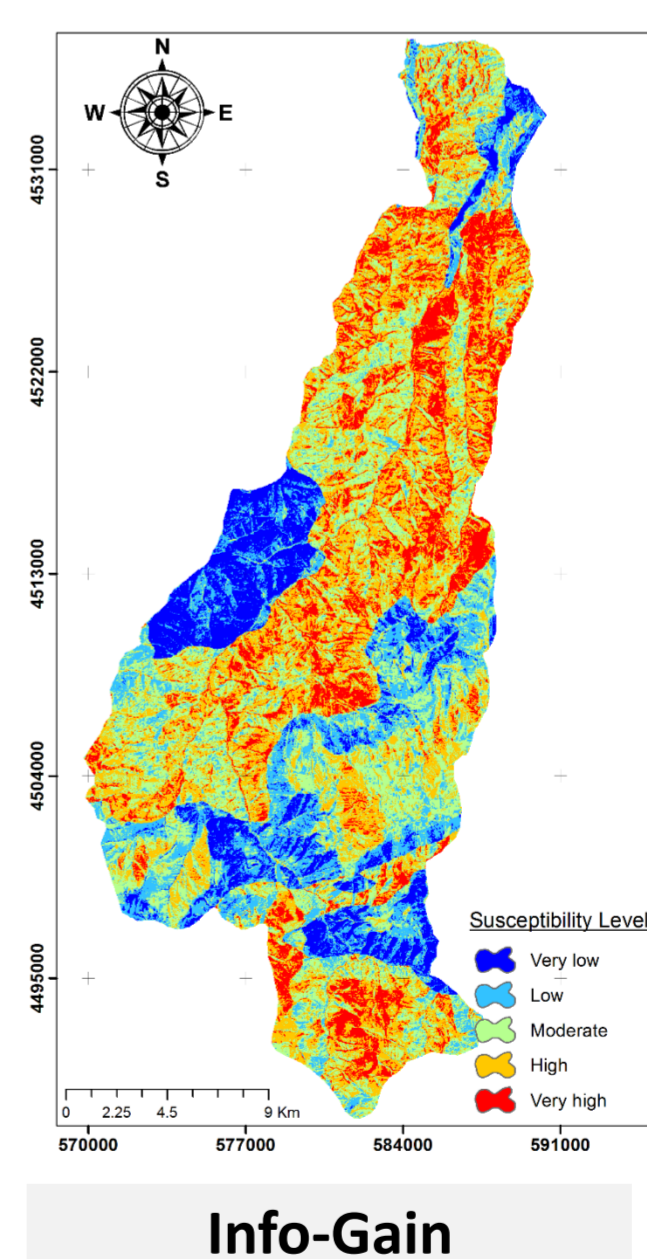 N
W E
S
4531000
4522000
4513000
4504000
4495000
Susceptibility Level
Very low
Low
Moderate
High
Very high
0 2.25 4.5 9 Km
570000 577000 584000 591000
Info-Gain